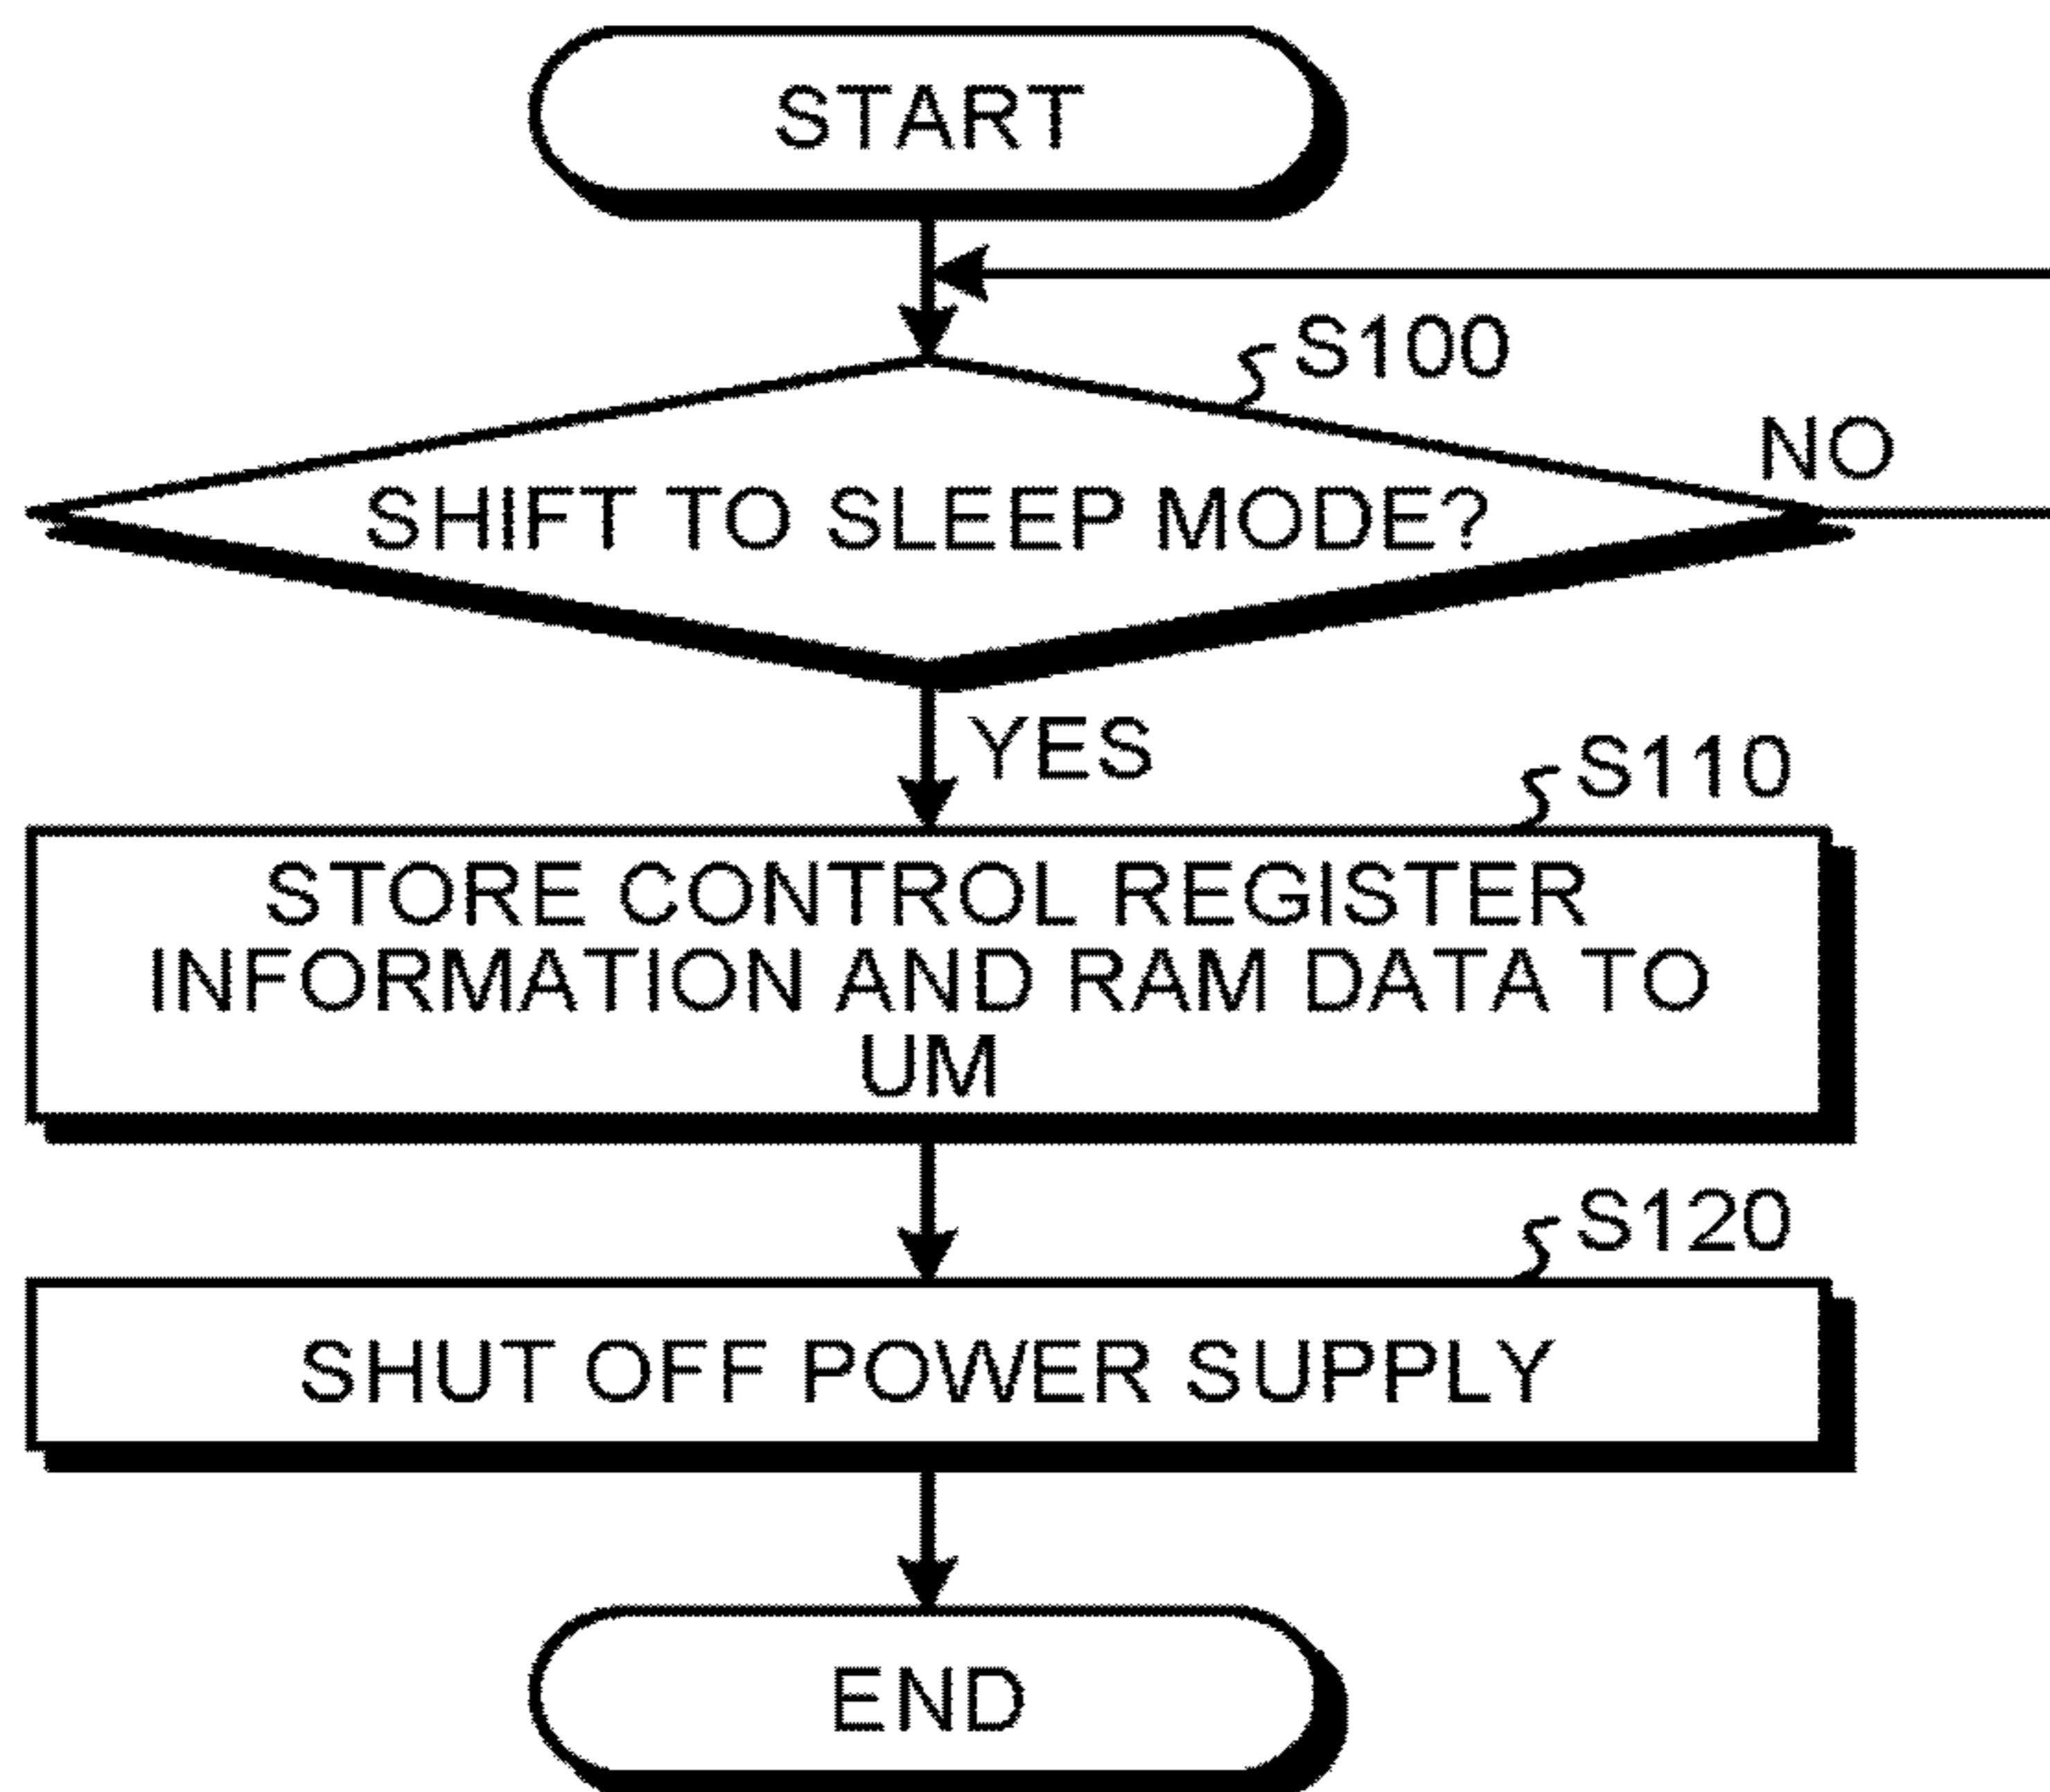 START
S100
NO
SHIFT TO SLEEP MODE?
YES
S110
STORE CONTROL REGISTER
INFORMATION AND RAM DATA TO
UM
S120
SHUT OFF POWER SUPPLY
END